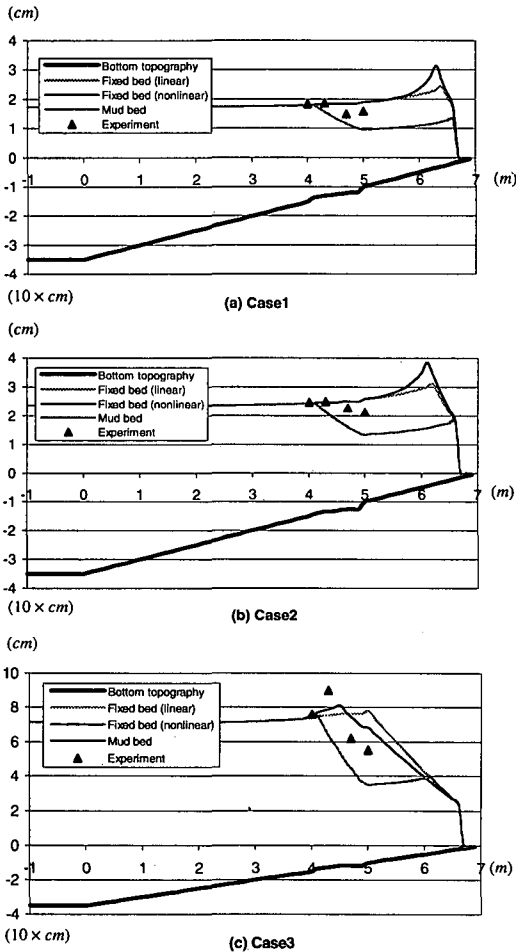 (cm)
4
3
2
1
0
-1
-2
-3
-4
Bottom topography
Fixed bed (linear)
Fixed bed (nonlinear)
Mud bed
Experiment
-1 0 1 2 3 4 5 6 7 (m)
(10 × cm)
(a) Case1
(cm)
4
3
2
1
0
-1
-2
-3
-4
Bottom topography
Fixed bed (linear)
Fixed bed (nonlinear)
Mud bed
Experiment
-1 0 1 2 3 4 5 6 7 (m)
(10 × cm)
(b) Case2
(cm)
10
8
6
4
2
0
-2
-4
Bottom topography
Fixed bed (linear)
Fixed bed (nonlinear)
Mud bed
Experiment
-1 0 1 2 3 4 5 6 7 (m)
(10 × cm)
(c) Case3